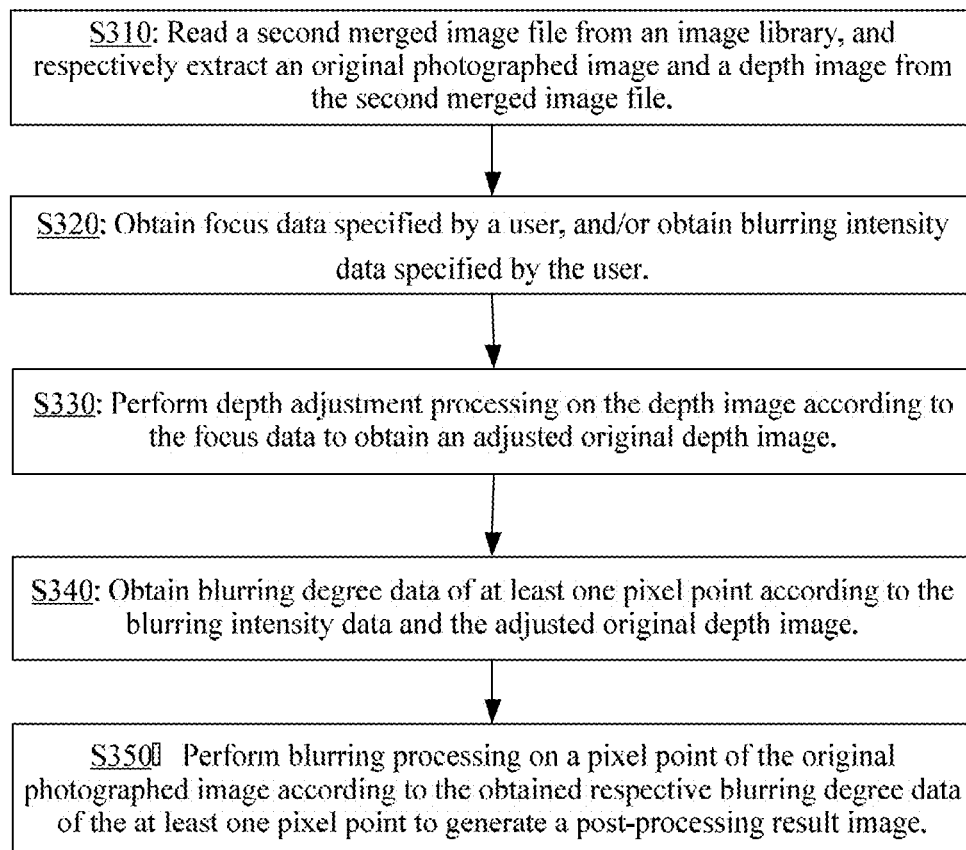 S310: Read a second merged image file from an image library, and
respectively extract an original photographed image and a depth image from
the second merged image file.
S320: Obtain focus data specified by a user, and/or obtain blurring intensity
data specified by the user.
S330: Perform depth adjustment processing on the depth image according to
the focus data to obtain an adjusted original depth image.
S340: Obtain blurring degree data of at least one pixel point according to the
blurring intensity data and the adjusted original depth image.
S350▯ Perform blurring processing on a pixel point of the original
photographed image according to the obtained respective blurring degree data
of the at least one pixel point to generate a post-processing result image.